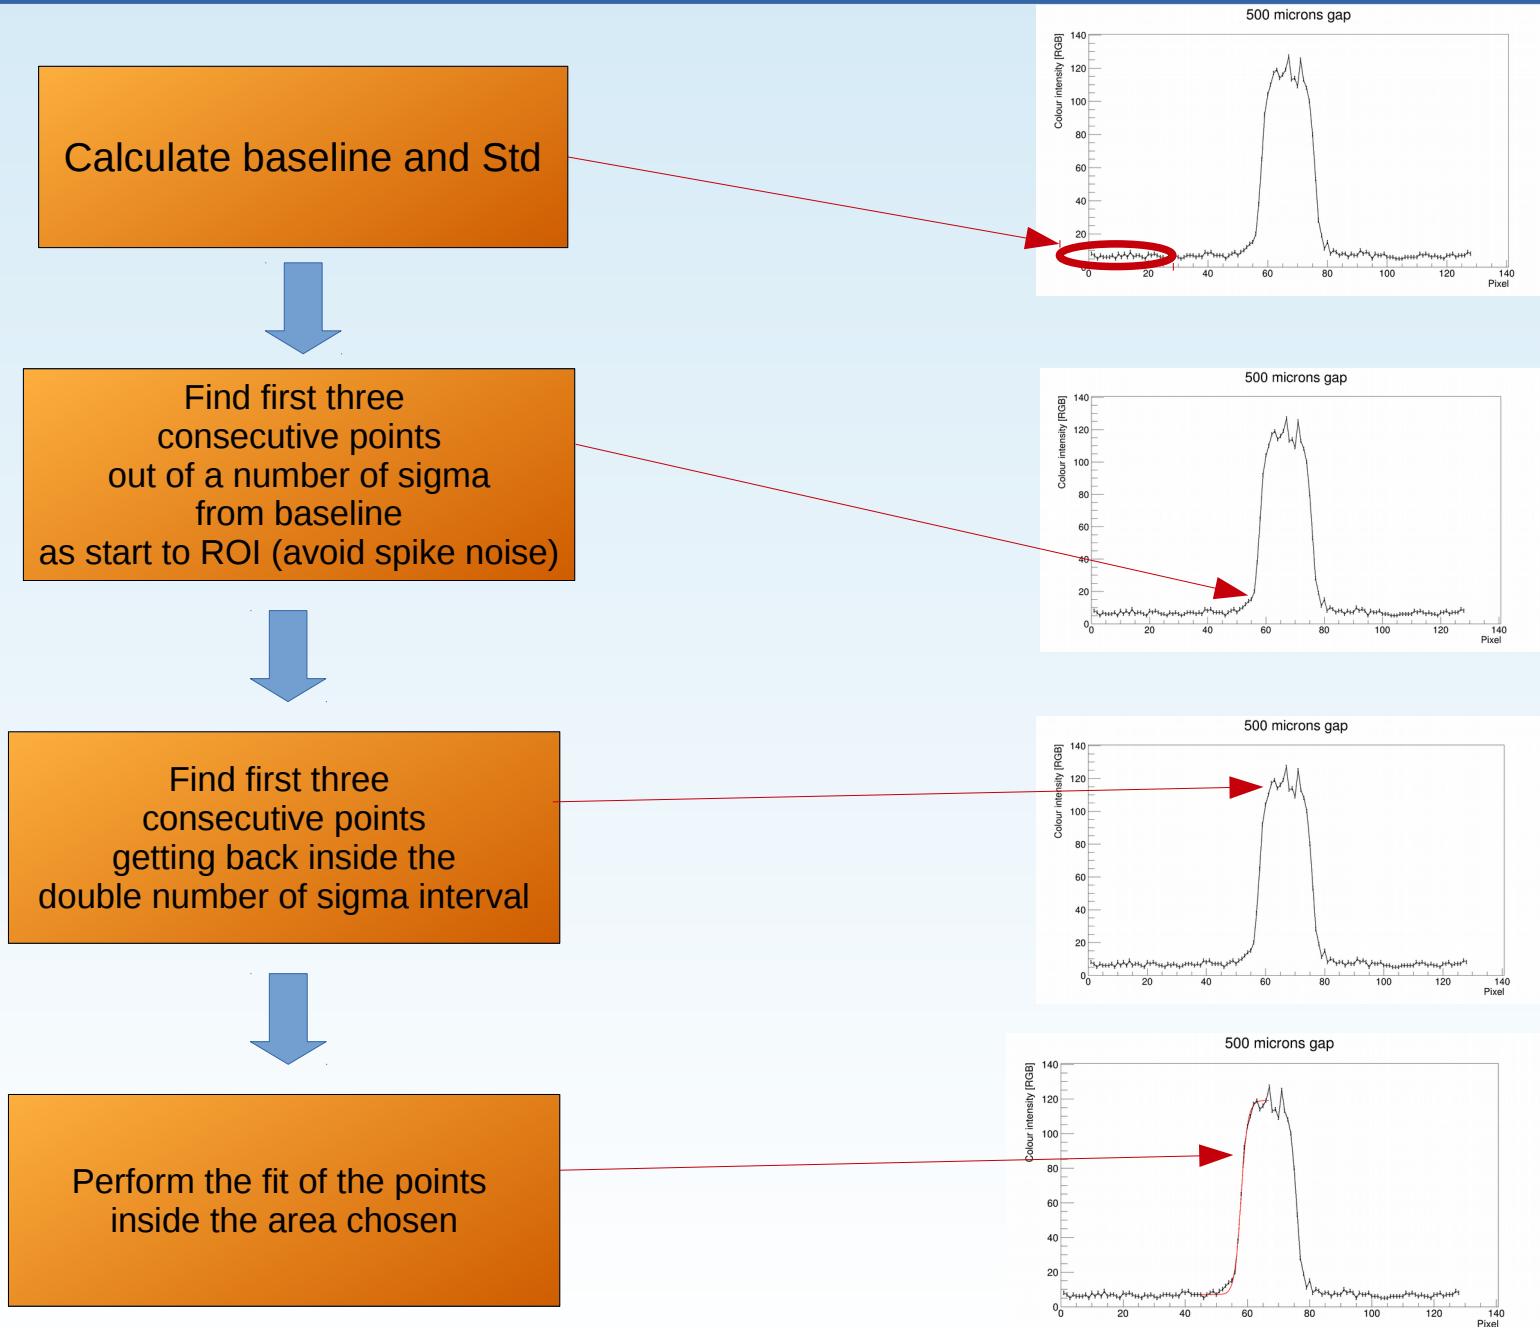 500 microns gap
Colour intensity [RGB]
140
120
100
80
60
40
20
0
0 20 40 60 80 100 120 140
Pixel
Calculate baseline and Std
500 microns gap
Colour intensity [RGB]
140
120
100
80
60
40
20
0
0 20 40 60 80 100 120 140
Pixel
Find first three
consecutive points
out of a number of sigma
from baseline
as start to ROI (avoid spike noise)
500 microns gap
Colour intensity [RGB]
140
120
100
80
60
40
20
0
0 20 40 60 80 100 120 140
Pixel
Find first three
consecutive points
getting back inside the
double number of sigma interval
500 microns gap
Colour intensity [RGB]
140
120
100
80
60
40
20
0
0 20 40 60 80 100 120 140
Pixel
Perform the fit of the points
inside the area chosen